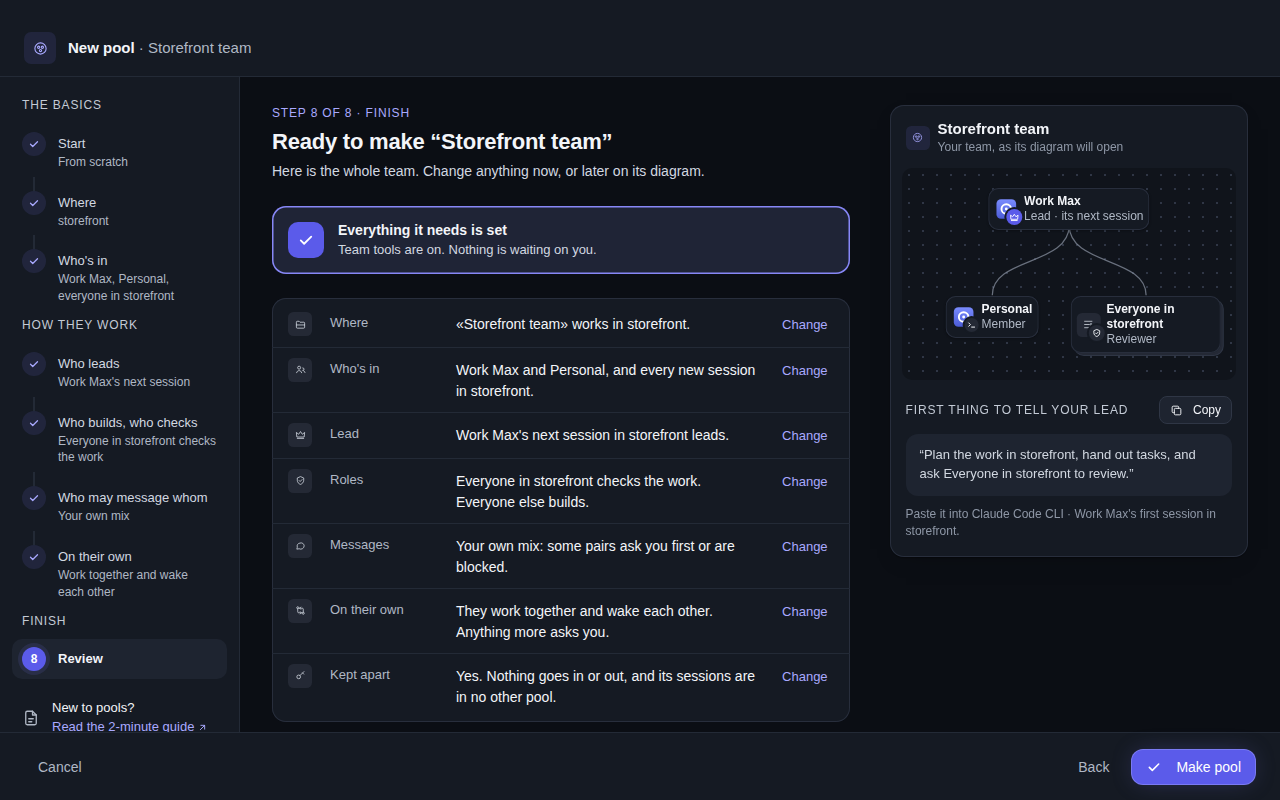 New pool · Storefront team
THE BASICS
Start
From scratch
Where
storefront
Who's in
Work Max, Personal,
everyone in storefront
HOW THEY WORK
Who leads
Work Max's next session
Who builds, who checks
Everyone in storefront checks
the work
Who may message whom
Your own mix
On their own
Work together and wake
each other
FINISH
8 Review
New to pools?
Read the 2-minute guide
STEP 8 OF 8 · FINISH
Ready to make “Storefront team”
Here is the whole team. Change anything now, or later on its diagram.
Everything it needs is set
Team tools are on. Nothing is waiting on you.
Where «Storefront team» works in storefront. Change
Who's in Work Max and Personal, and every new session Change
in storefront.
Lead Work Max's next session in storefront leads. Change
Roles Everyone in storefront checks the work. Change
Everyone else builds.
Messages Your own mix: some pairs ask you first or are Change
blocked.
On their own They work together and wake each other. Change
Anything more asks you.
Kept apart Yes. Nothing goes in or out, and its sessions are Change
in no other pool.
Storefront team
Your team, as its diagram will open
Work Max
Lead · its next session
Personal
Member
Everyone in
storefront
Reviewer
FIRST THING TO TELL YOUR LEAD Copy
“Plan the work in storefront, hand out tasks, and
ask Everyone in storefront to review.”
Paste it into Claude Code CLI · Work Max's first session in
storefront.
Cancel Back Make pool